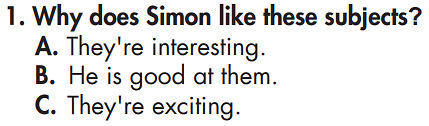 1. Why does Simon like these subjects?
A. They're interesting.
B. He is good at them.
C. They're exciting.